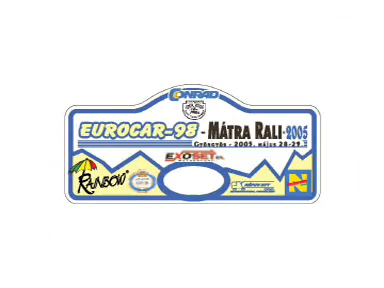 CONRAD
EUROCAR-98 - MÁTRA RALI-2005
GYÖNGYÖS - 2005. MÁJUS 28-29.
EXOSET
RAINBOW
N